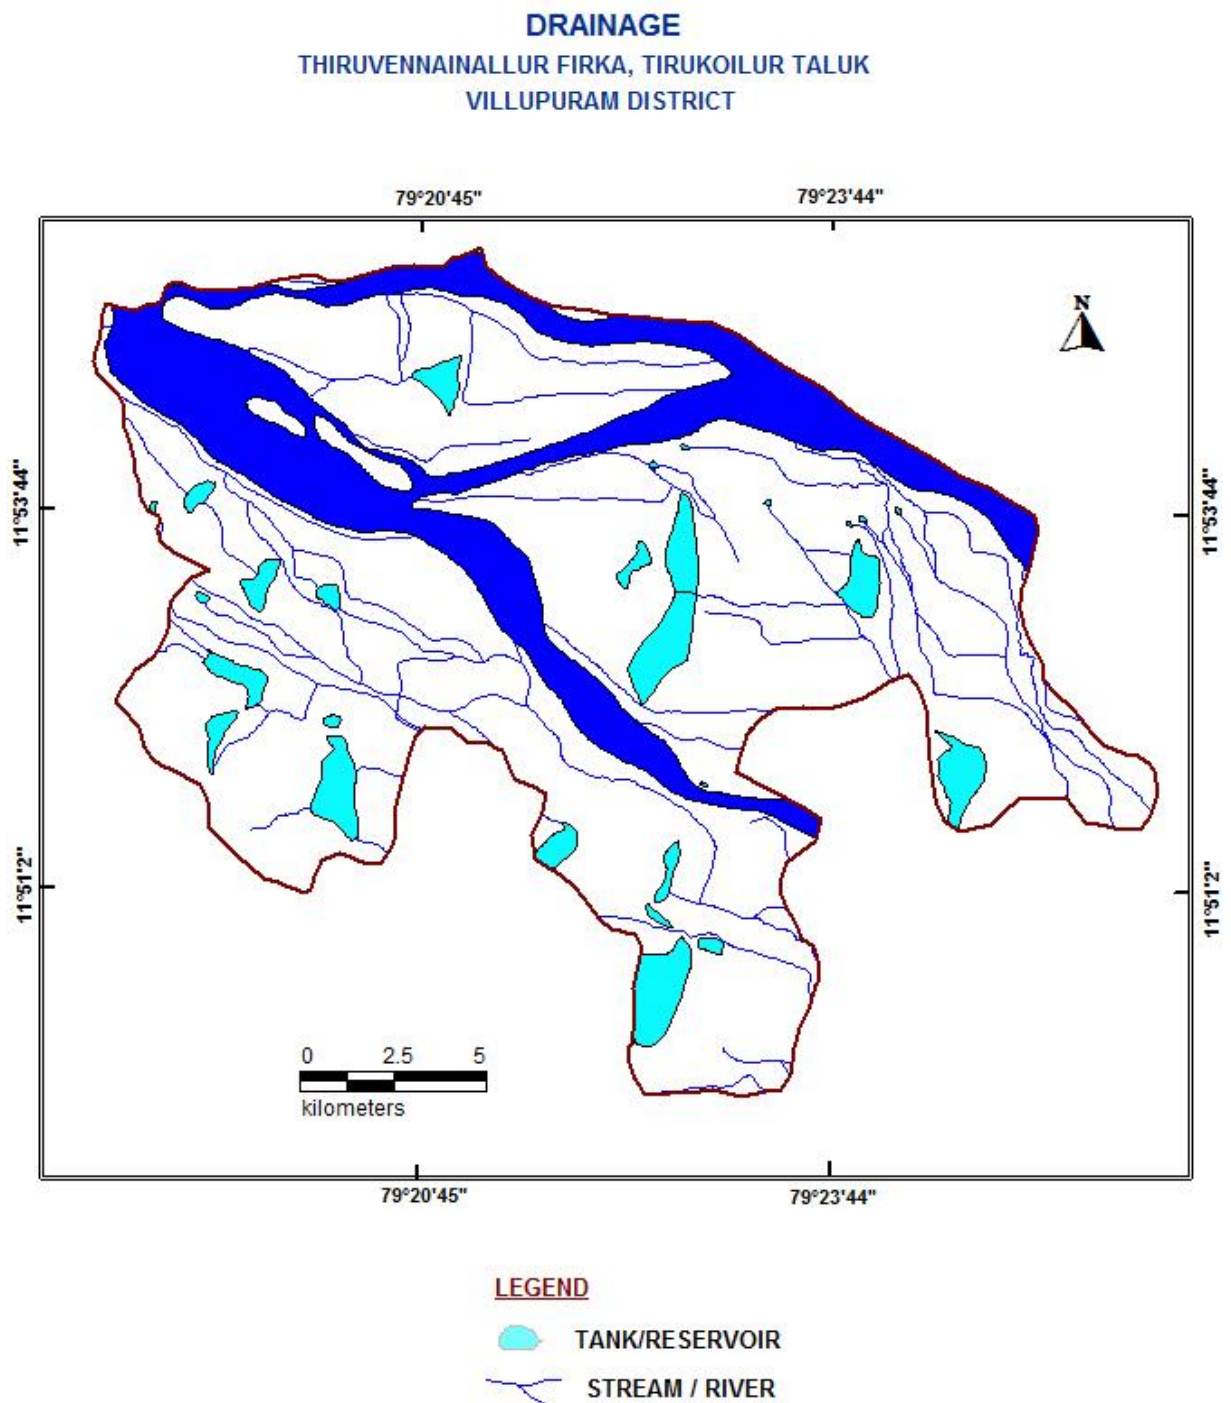 DRAINAGE
THIRUVENNAINALLUR FIRKA, TIRUKOILUR TALUK
VILLUPURAM DISTRICT
79°20'45" 79°23'44"
N
11°53'44" 11°53'44"
11°51'2" 11°51'2"
0 2.5 5
kilometers
79°20'45" 79°23'44"
LEGEND
TANK/RESERVOIR
STREAM / RIVER